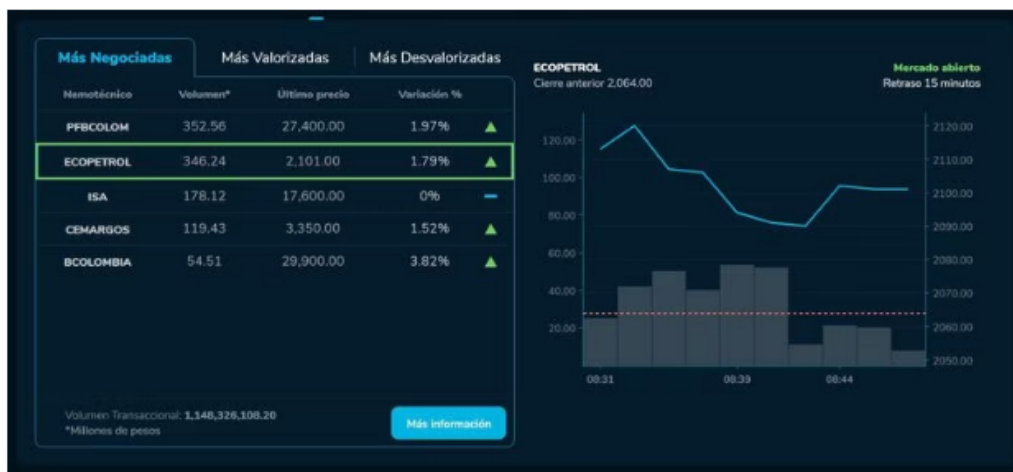 Más Negociadas Más Valorizadas Más Desvalorizadas
Nemotécnico Volumen* Último precio Variación %
PFBCOLOM 352.56 27,400.00 1.97%
ECOPETROL 346.24 2,101.00 1.79%
ISA 178.12 17,600.00 0%
CEMARGOS 119.43 3,350.00 1.52%
BCOLOMBIA 54.51 29,900.00 3.82%
Volumen Transaccional: 1,148,326,108.20
*Millones de pesos
Más información
ECOPETROL
Cierre anterior 2,064.00
Mercado abierto
Retraso 15 minutos
120.00
100.00
80.00
60.00
40.00
20.00
2120.00
2110.00
2100.00
2090.00
2080.00
2070.00
2060.00
2050.00
08:31 08:39 08:44